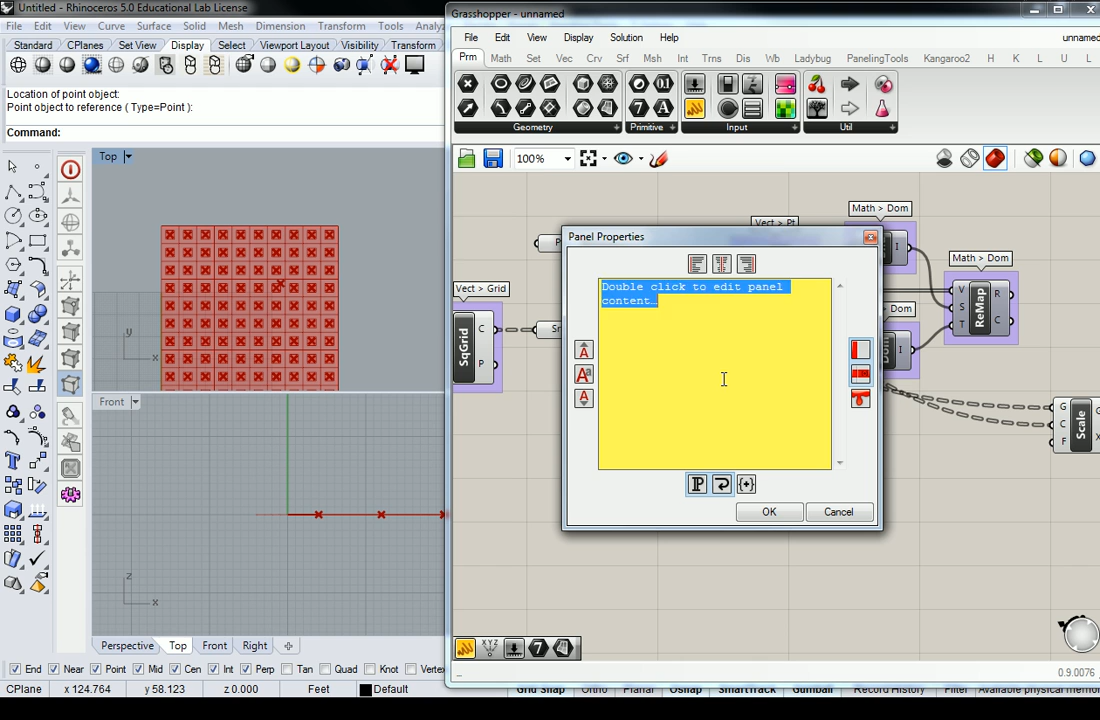 Untitled - Rhinoceros 5.0 Educational Lab License
File Edit View Curve Surface Solid Mesh Dimension Transform Tools Analyz
Standard CPlanes Set View Display Select Viewport Layout Visibility Transform
Location of point object:
Point object to reference ( Type=Point ):
Command:
Top
Front
y
x
z
x
Perspective Top Front Right
End Near Point Mid Cen Int Perp Tan Quad Knot Vertex
CPlane x 124.764 y 58.123 z 0.000 Feet Default
Grid Snap Ortho Planar Osnap SmartTrack Gumball Record History Filter Available physical memor
Grasshopper - unnamed
File Edit View Display Solution Help unnamed
Prm Math Set Vec Crv Srf Msh Int Trns Dis Wb Ladybug PanelingTools Kangaroo2 H K L U L
Geometry Primitive Input Util
100%
Math > Dom
Vect > Pt
I
Math > Dom
Vect > Grid
SqGrid C P
ReMap V S T R C
Scale G C F G X
0.9.0076
Panel Properties
Double click to edit panel
content…
OK Cancel